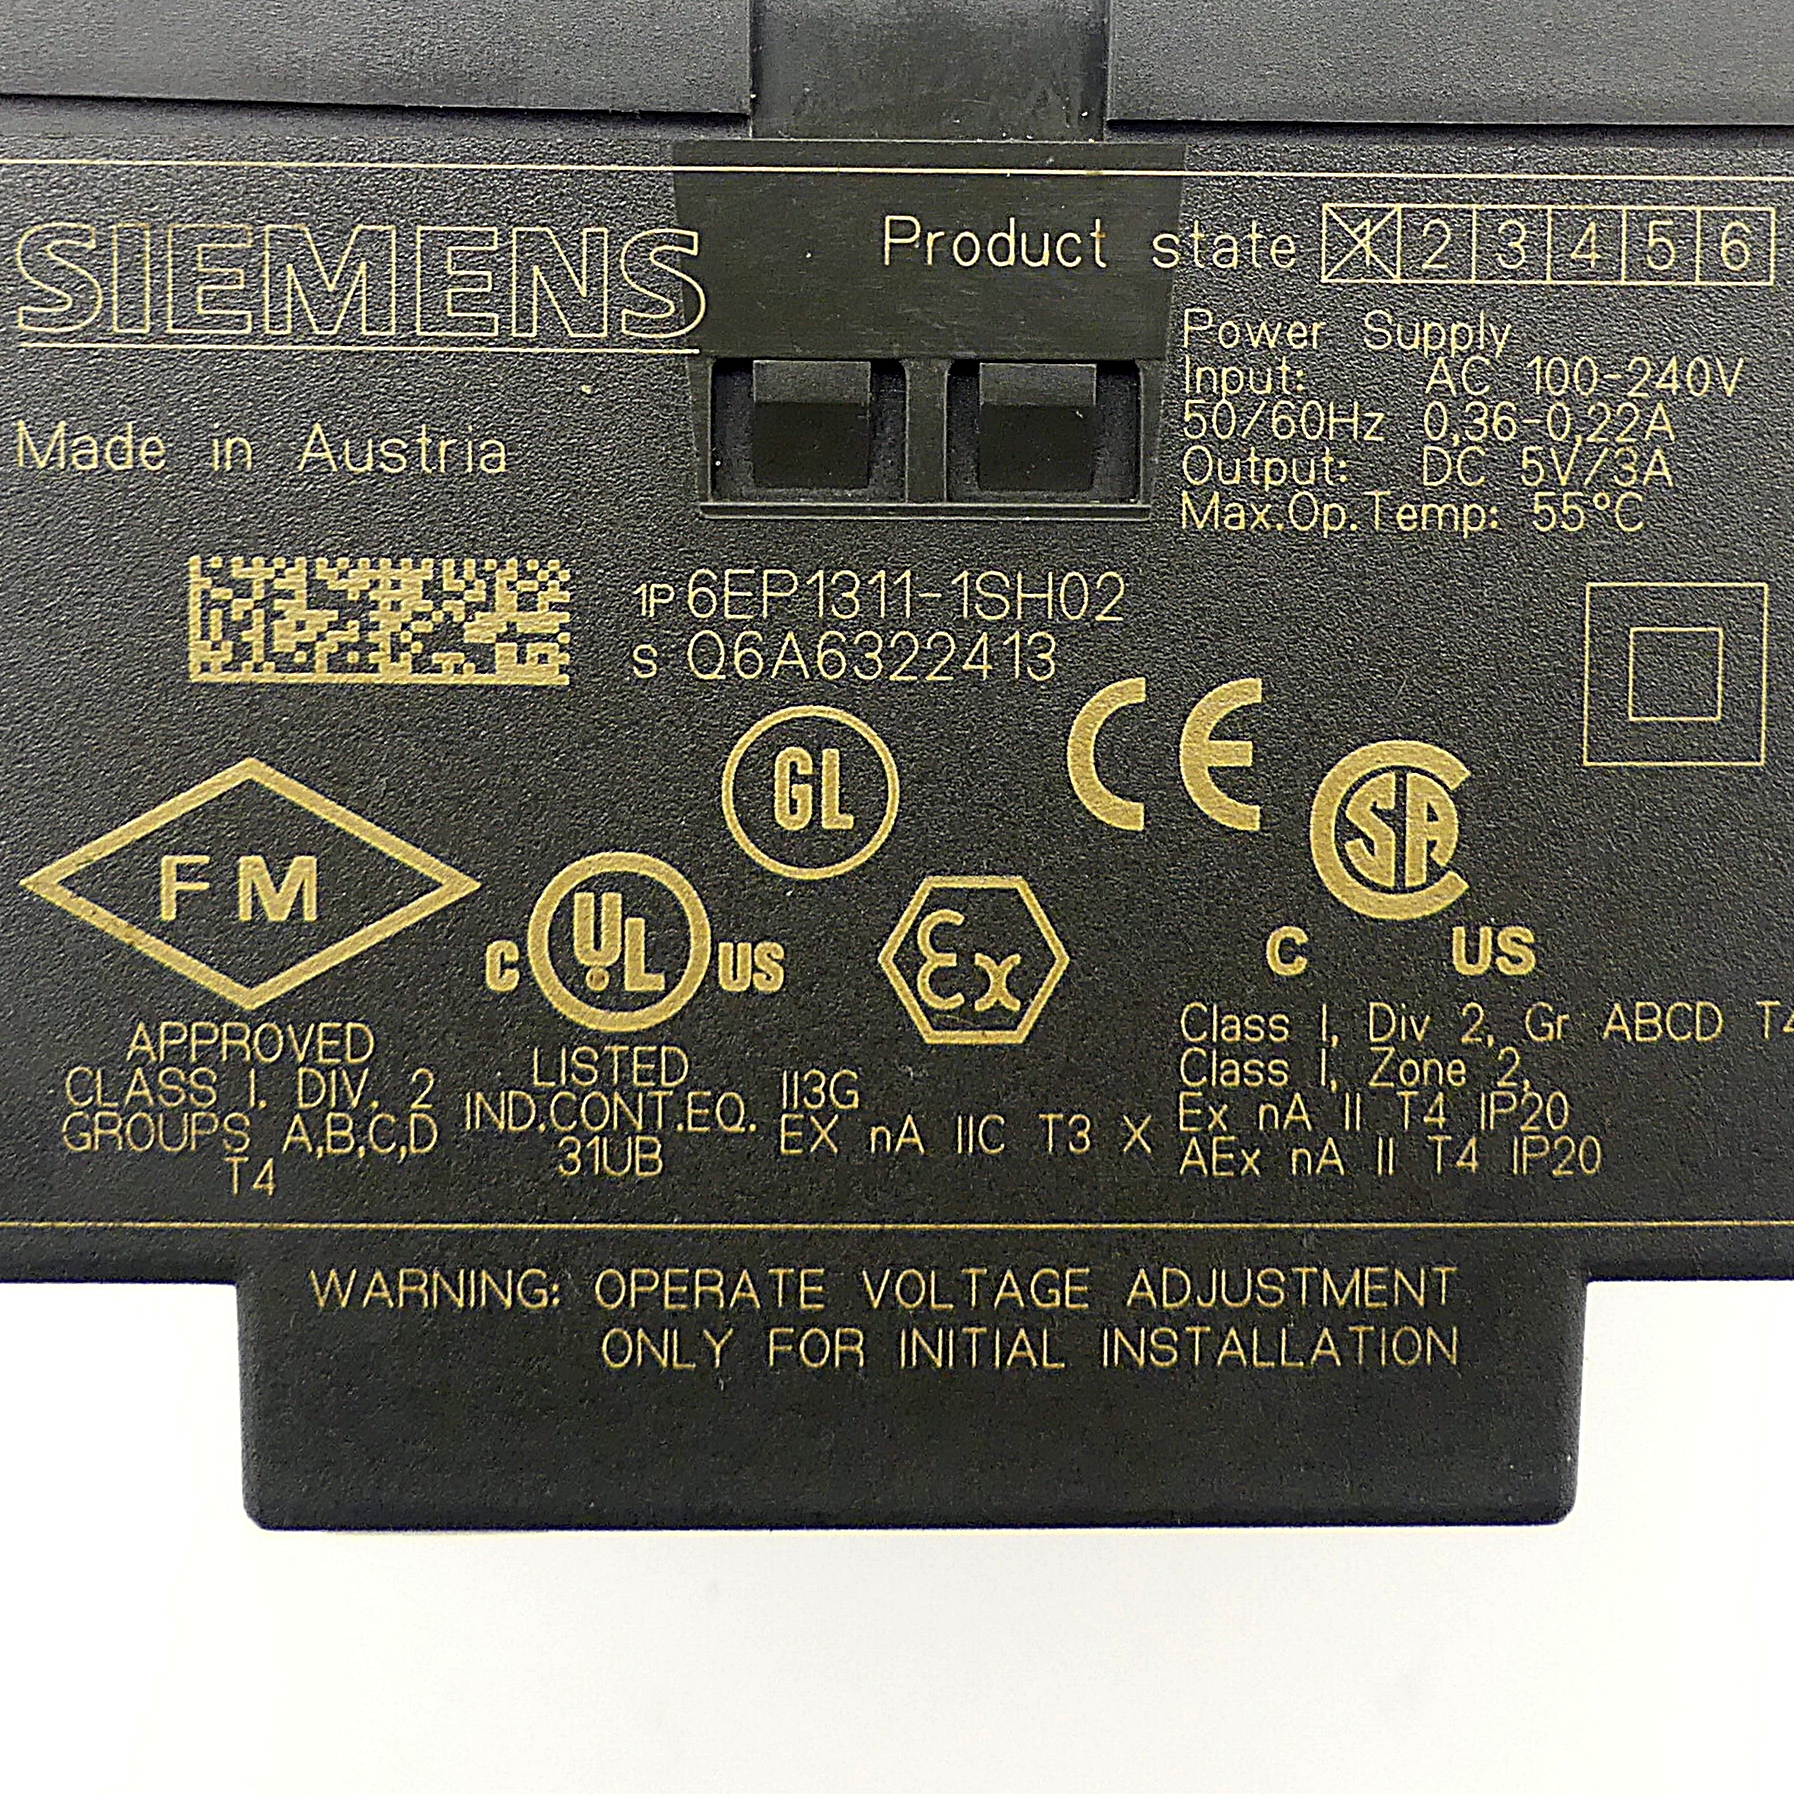 SIEMENS
Product state 1 2 3 4 5 6
Power Supply
Input: AC 100-240V
50/60Hz 0,36-0,22A
Output: DC 5V/3A
Max.Op.Temp: 55°C
Made in Austria
1P 6EP1311-1SH02
S Q6A6322413
GL
CE
FM
APPROVED
CLASS I. DIV. 2
GROUPS A,B,C,D
T4
C UL US
LISTED
IND.CONT.EQ.
31UB
Ex
II3G
EX nA IIC T3 X
SA
C US
Class I, Div 2, Gr ABCD T4
Class I, Zone 2,
Ex nA II T4 IP20
AEx nA II T4 IP20
WARNING: OPERATE VOLTAGE ADJUSTMENT
ONLY FOR INITIAL INSTALLATION